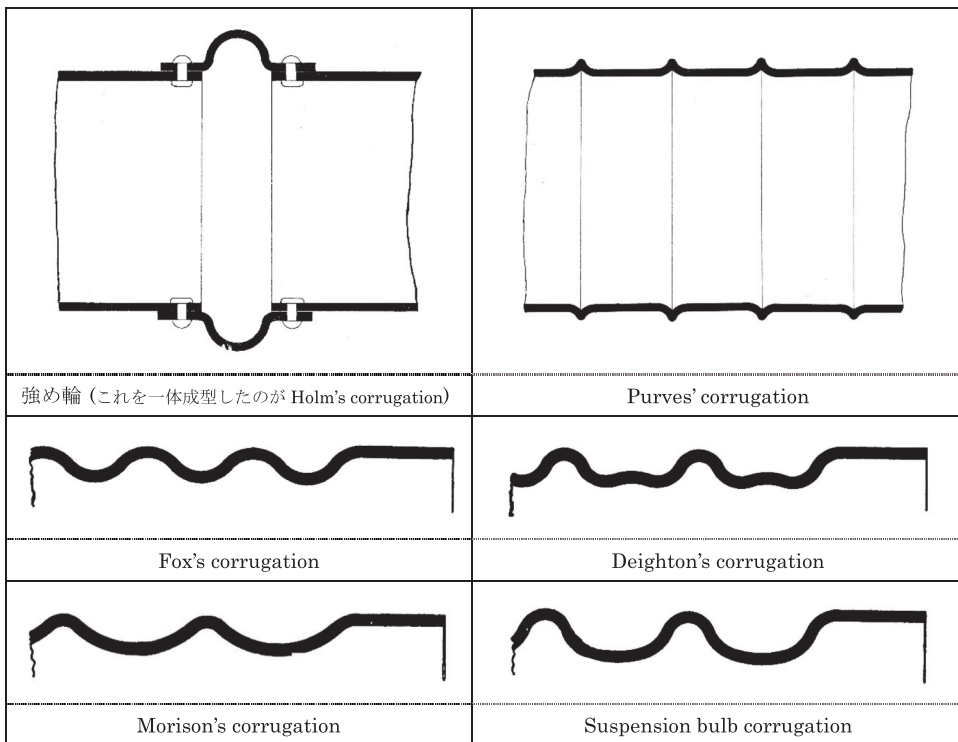 強め輪 (これを一体成型したのが Holm’s corrugation)
Purves’ corrugation
Fox’s corrugation
Deighton’s corrugation
Morison’s corrugation
Suspension bulb corrugation